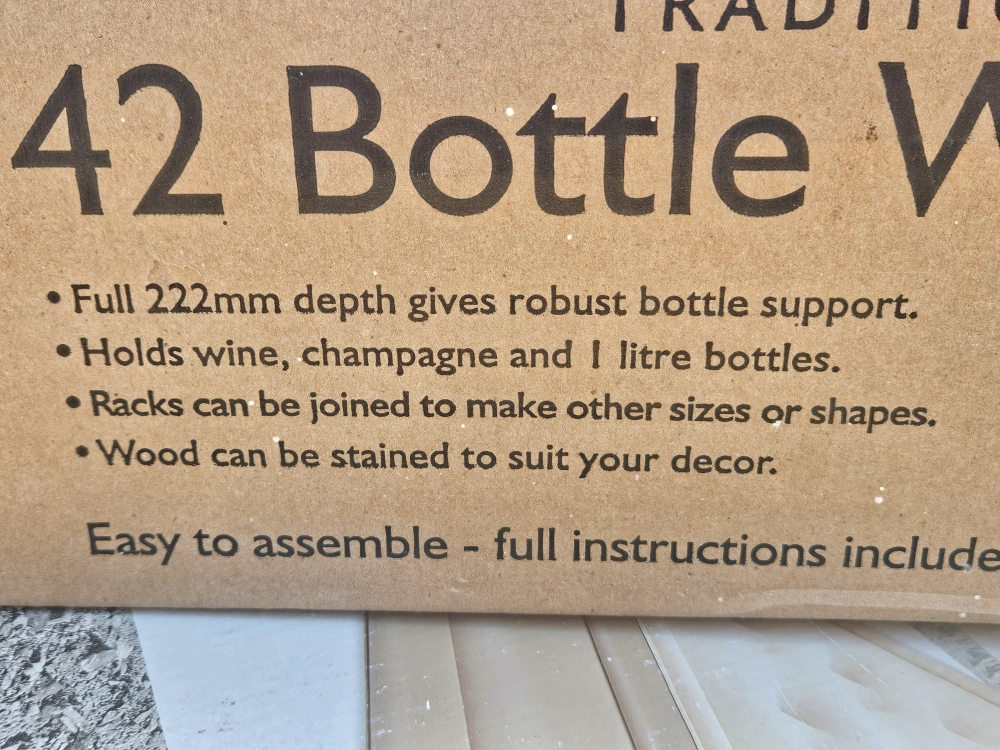 42 Bottle
• Full 222mm depth gives robust bottle support.
• Holds wine, champagne and 1 litre bottles.
• Racks can be joined to make other sizes or shapes.
• Wood can be stained to suit your decor.
Easy to assemble - full instructions include